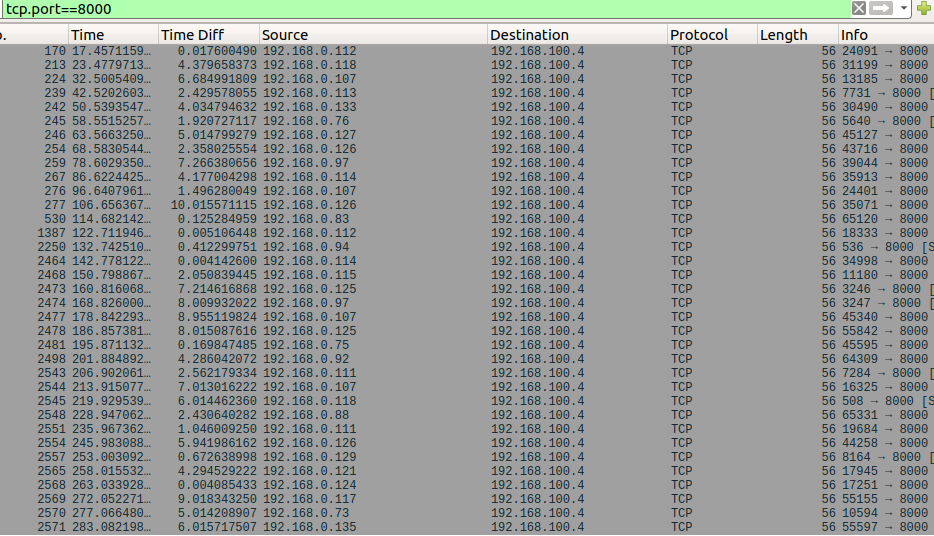 tcp.port==8000
o. Time Time Diff Source Destination Protocol Length Info
170 17.4571159… 0.017600490 192.168.0.112 192.168.100.4 TCP 56 24091 → 8000
213 23.4779713… 4.379658373 192.168.0.118 192.168.100.4 TCP 56 31199 → 8000
224 32.5005409… 6.684991809 192.168.0.107 192.168.100.4 TCP 56 13185 → 8000
239 42.5202603… 2.429578055 192.168.0.113 192.168.100.4 TCP 56 7731 → 8000 [
242 50.5393547… 4.034794632 192.168.0.133 192.168.100.4 TCP 56 30490 → 8000
245 58.5515257… 1.920727117 192.168.0.76 192.168.100.4 TCP 56 5640 → 8000 [
246 63.5663250… 5.014799279 192.168.0.127 192.168.100.4 TCP 56 45127 → 8000
254 68.5830544… 2.358025554 192.168.0.126 192.168.100.4 TCP 56 43716 → 8000
259 78.6029350… 7.266380656 192.168.0.97 192.168.100.4 TCP 56 39044 → 8000
267 86.6224425… 4.177004298 192.168.0.114 192.168.100.4 TCP 56 35913 → 8000
276 96.6407961… 1.496280049 192.168.0.107 192.168.100.4 TCP 56 24401 → 8000
277 106.656367… 10.015571115 192.168.0.126 192.168.100.4 TCP 56 35071 → 8000
530 114.682142… 0.125284959 192.168.0.83 192.168.100.4 TCP 56 65120 → 8000
1387 122.711946… 0.005106448 192.168.0.112 192.168.100.4 TCP 56 18333 → 8000
2250 132.742510… 0.412299751 192.168.0.94 192.168.100.4 TCP 56 536 → 8000 [S
2464 142.778122… 0.004142600 192.168.0.114 192.168.100.4 TCP 56 34998 → 8000
2468 150.798867… 2.050839445 192.168.0.115 192.168.100.4 TCP 56 11180 → 8000
2473 160.816068… 7.214616868 192.168.0.125 192.168.100.4 TCP 56 3246 → 8000 [
2474 168.826000… 8.009932022 192.168.0.97 192.168.100.4 TCP 56 3247 → 8000 [
2477 178.842293… 8.955119824 192.168.0.107 192.168.100.4 TCP 56 45340 → 8000
2478 186.857381… 8.015087616 192.168.0.125 192.168.100.4 TCP 56 55842 → 8000
2481 195.871132… 0.169847485 192.168.0.75 192.168.100.4 TCP 56 45595 → 8000
2498 201.884892… 4.286042072 192.168.0.92 192.168.100.4 TCP 56 64309 → 8000
2543 206.902061… 2.562179334 192.168.0.111 192.168.100.4 TCP 56 7284 → 8000 [
2544 213.915077… 7.013016222 192.168.0.107 192.168.100.4 TCP 56 16325 → 8000
2545 219.929539… 6.014462360 192.168.0.118 192.168.100.4 TCP 56 508 → 8000 [S
2548 228.947062… 2.430640282 192.168.0.88 192.168.100.4 TCP 56 65331 → 8000
2551 235.967362… 1.046009250 192.168.0.111 192.168.100.4 TCP 56 19684 → 8000
2554 245.983088… 5.941986162 192.168.0.126 192.168.100.4 TCP 56 44258 → 8000
2557 253.003092… 0.672638998 192.168.0.129 192.168.100.4 TCP 56 8164 → 8000 [
2565 258.015532… 4.294529222 192.168.0.121 192.168.100.4 TCP 56 17945 → 8000
2568 263.033928… 0.004085433 192.168.0.124 192.168.100.4 TCP 56 17251 → 8000
2569 272.052271… 9.018343250 192.168.0.117 192.168.100.4 TCP 56 55155 → 8000
2570 277.066480… 5.014208907 192.168.0.73 192.168.100.4 TCP 56 10594 → 8000
2571 283.082198… 6.015717507 192.168.0.135 192.168.100.4 TCP 56 55597 → 8000